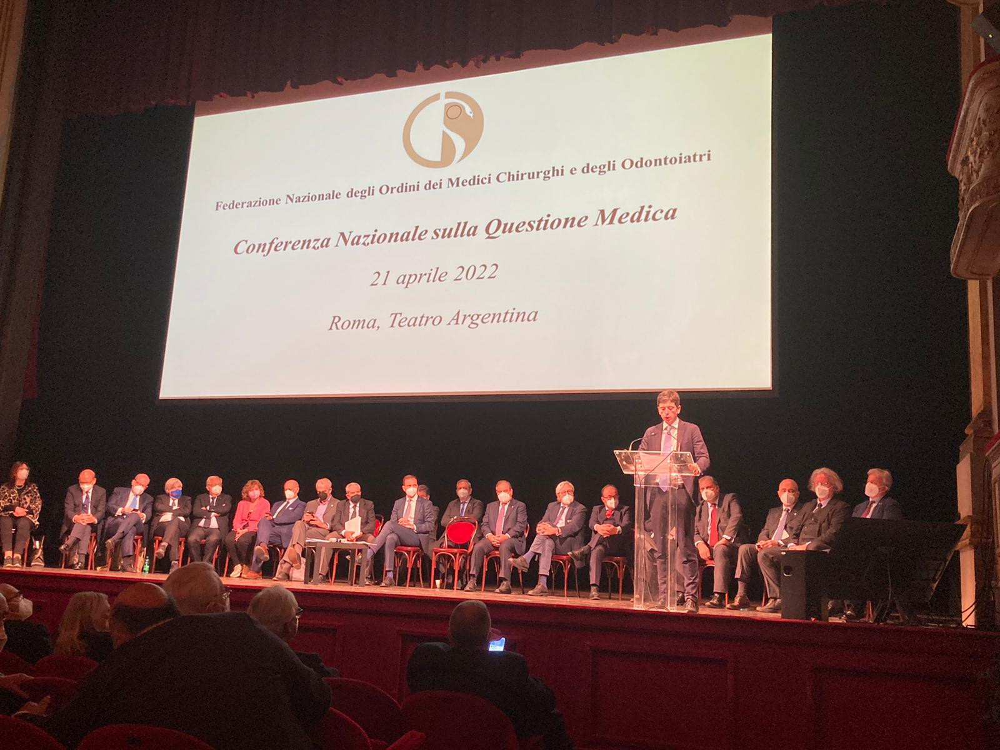 Federazione Nazionale degli Ordini dei Medici Chirurghi e degli Odontoiatri
Conferenza Nazionale sulla Questione Medica
21 aprile 2022
Roma, Teatro Argentina